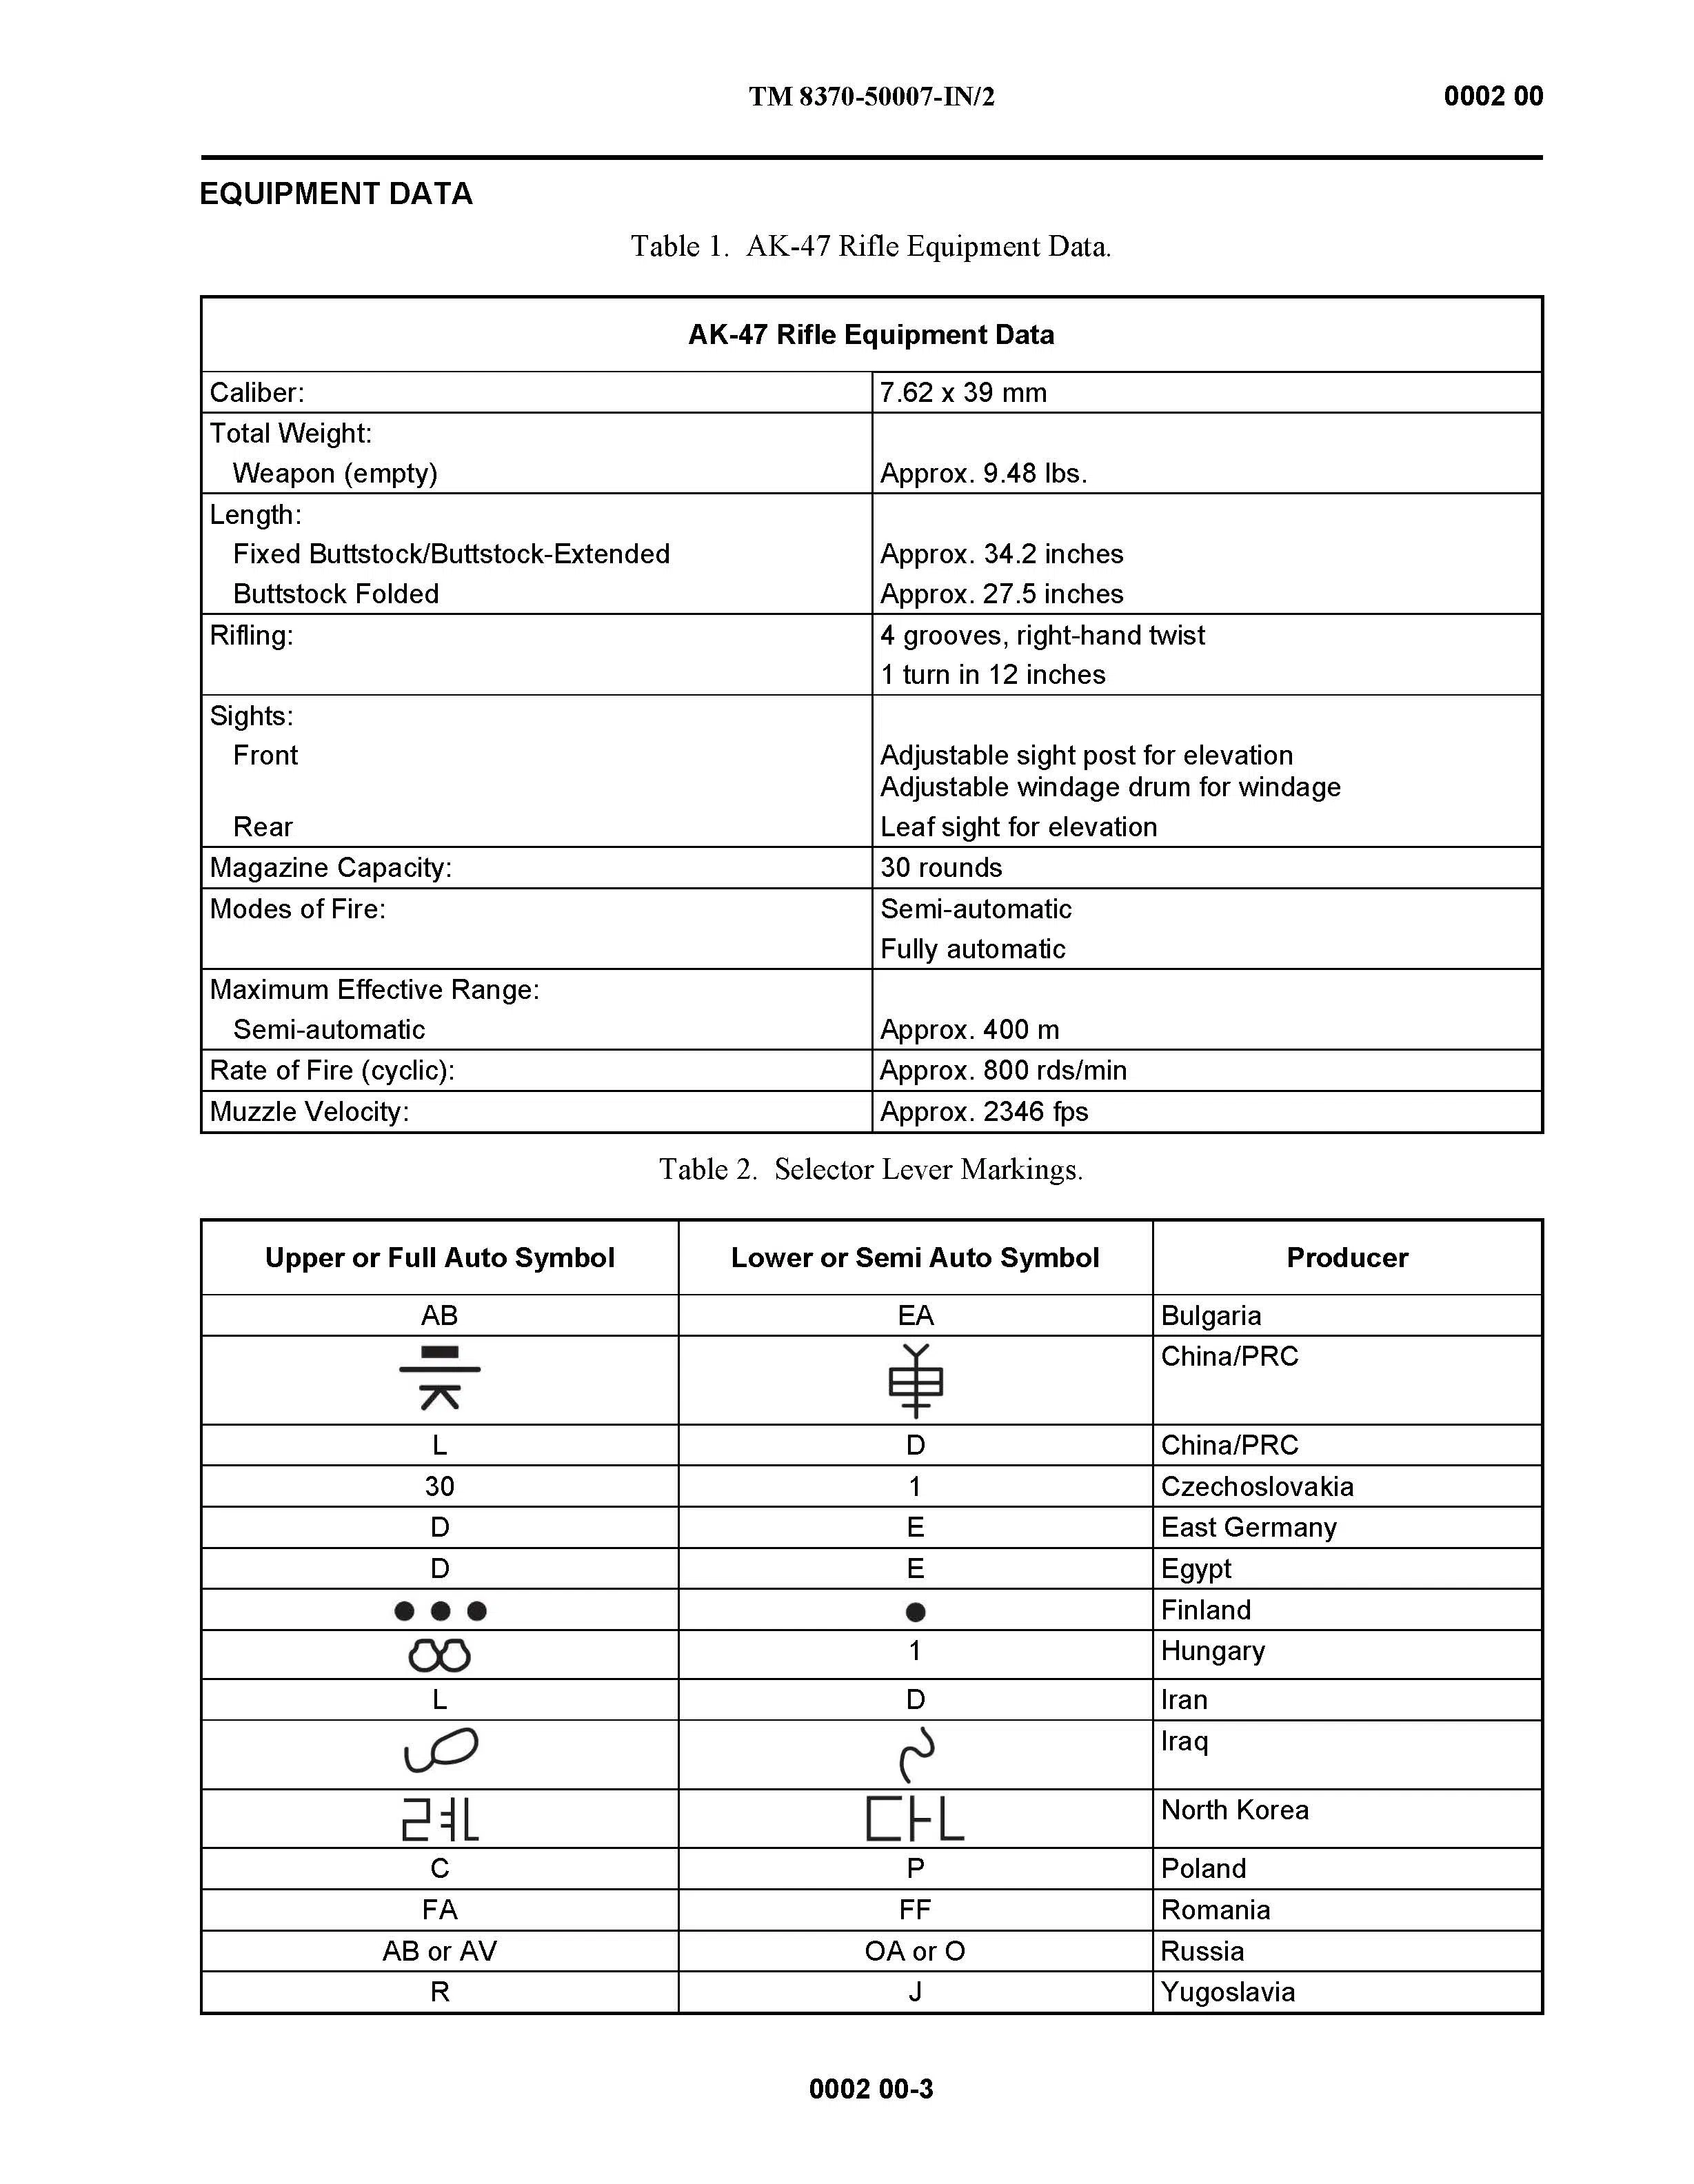 TM 8370-50007-IN/2
0002 00
EQUIPMENT DATA
Table 1. AK-47 Rifle Equipment Data.
AK-47 Rifle Equipment Data
Caliber: 7.62 x 39 mm
Total Weight:
Weapon (empty) Approx. 9.48 lbs.
Length:
Fixed Buttstock/Buttstock-Extended Approx. 34.2 inches
Buttstock Folded Approx. 27.5 inches
Rifling: 4 grooves, right-hand twist
1 turn in 12 inches
Sights:
Front Adjustable sight post for elevation
Adjustable windage drum for windage
Rear Leaf sight for elevation
Magazine Capacity: 30 rounds
Modes of Fire: Semi-automatic
Fully automatic
Maximum Effective Range:
Semi-automatic Approx. 400 m
Rate of Fire (cyclic): Approx. 800 rds/min
Muzzle Velocity: Approx. 2346 fps
Table 2. Selector Lever Markings.
Upper or Full Auto Symbol Lower or Semi Auto Symbol Producer
AB EA Bulgaria
China/PRC
L D China/PRC
30 1 Czechoslovakia
D E East Germany
D E Egypt
● ● ● ● Finland
1 Hungary
L D Iran
Iraq
North Korea
C P Poland
FA FF Romania
AB or AV OA or O Russia
R J Yugoslavia
0002 00-3